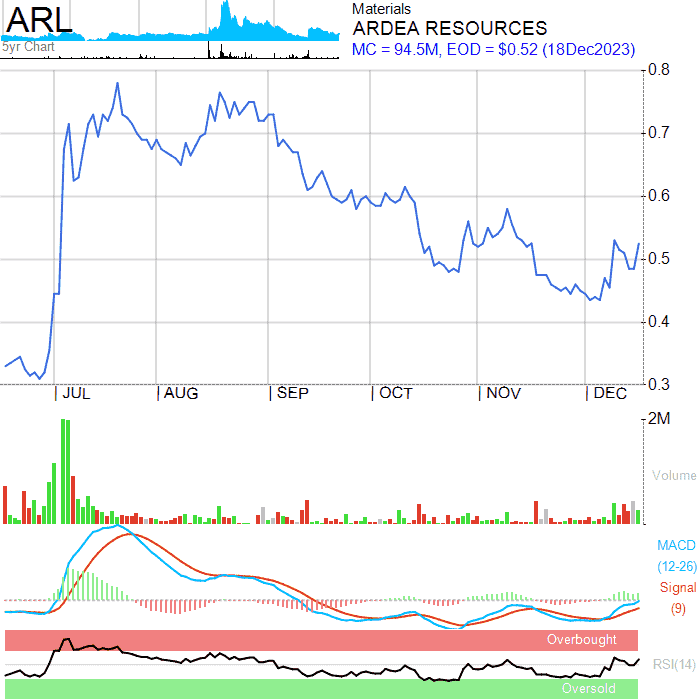 ARL
5yr Chart
Materials
ARDEA RESOURCES
MC = 94.5M, EOD = $0.52 (18Dec2023)
0.8
0.7
0.6
0.5
0.4
0.3
| JUL | AUG | SEP | OCT | NOV | DEC
2M
Volume
MACD
(12-26)
Signal
(9)
Overbought
RSI(14)
Oversold